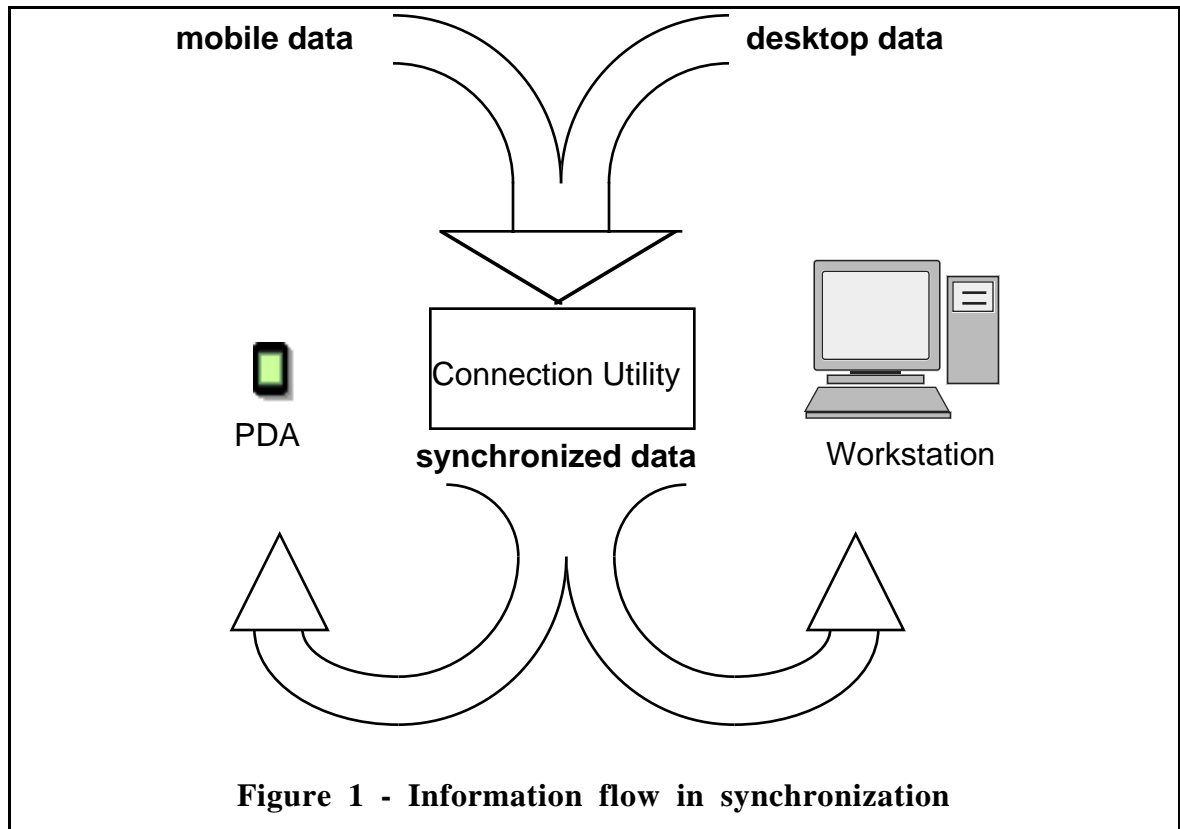 mobile data
desktop data
Connection Utility
PDA
synchronized data
Workstation
Figure 1 - Information flow in synchronization